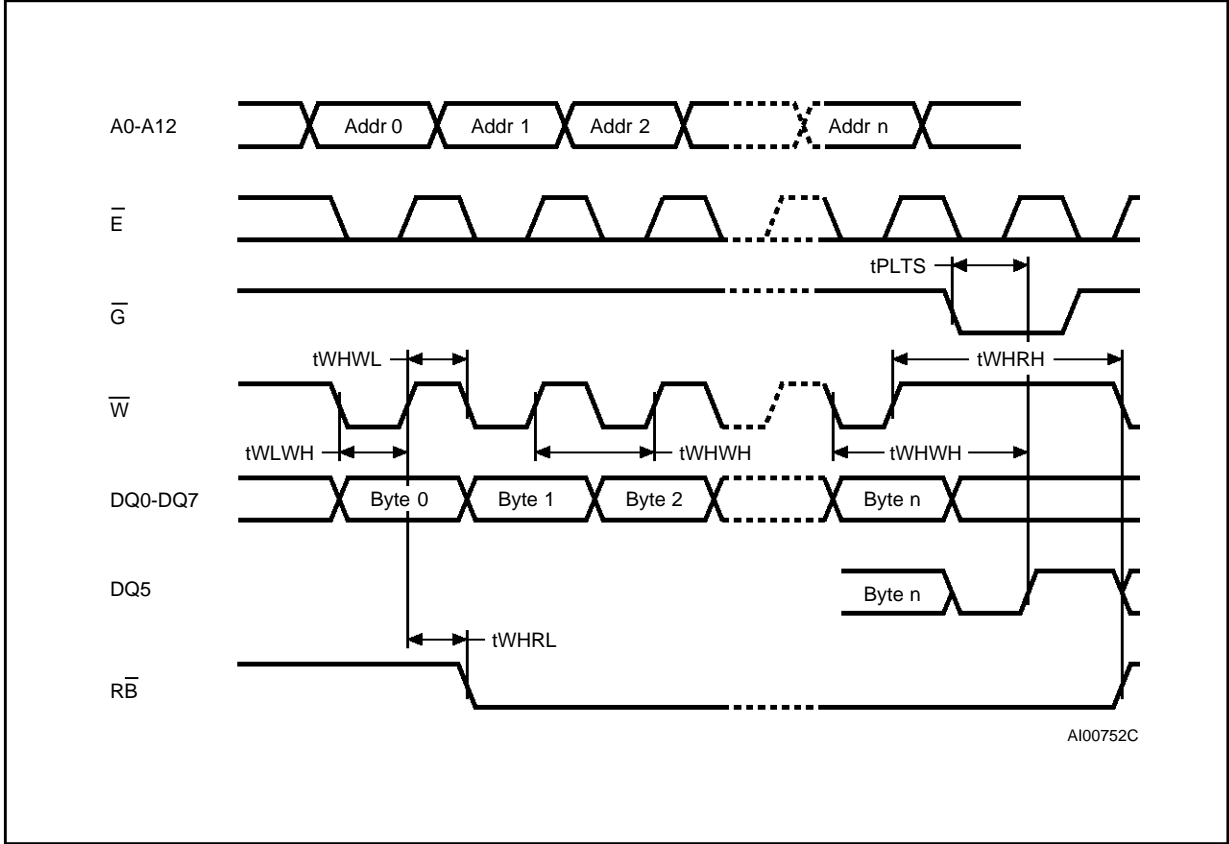 A0-A12 Addr 0 Addr 1 Addr 2 Addr n
E̅
tPLTS
G̅
tWHWL tWHRH
W̅
tWLWH tWHWH tWHWH
DQ0-DQ7 Byte 0 Byte 1 Byte 2 Byte n
DQ5 Byte n
tWHRL
RB̅
AI00752C